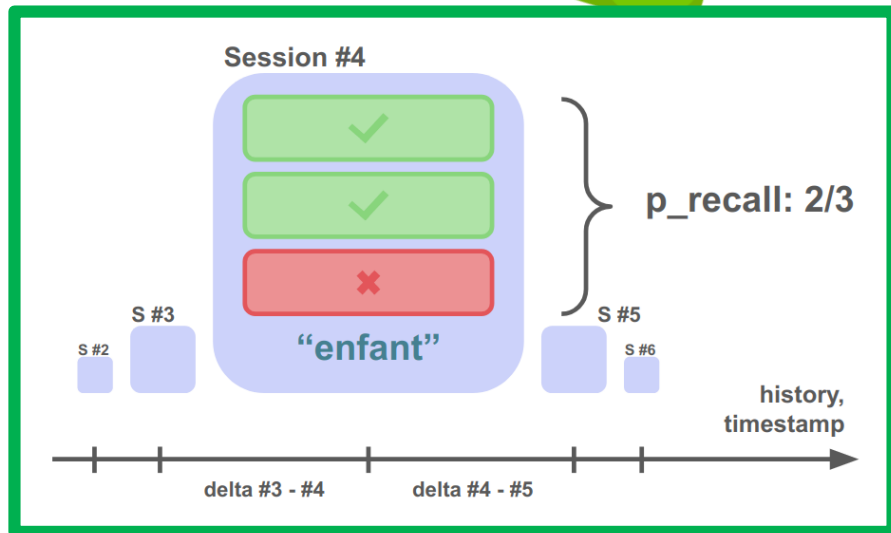 Session #4
p_recall: 2/3
S #3
S #5
S #2
S #6
“enfant”
history,
timestamp
delta #3 - #4
delta #4 - #5